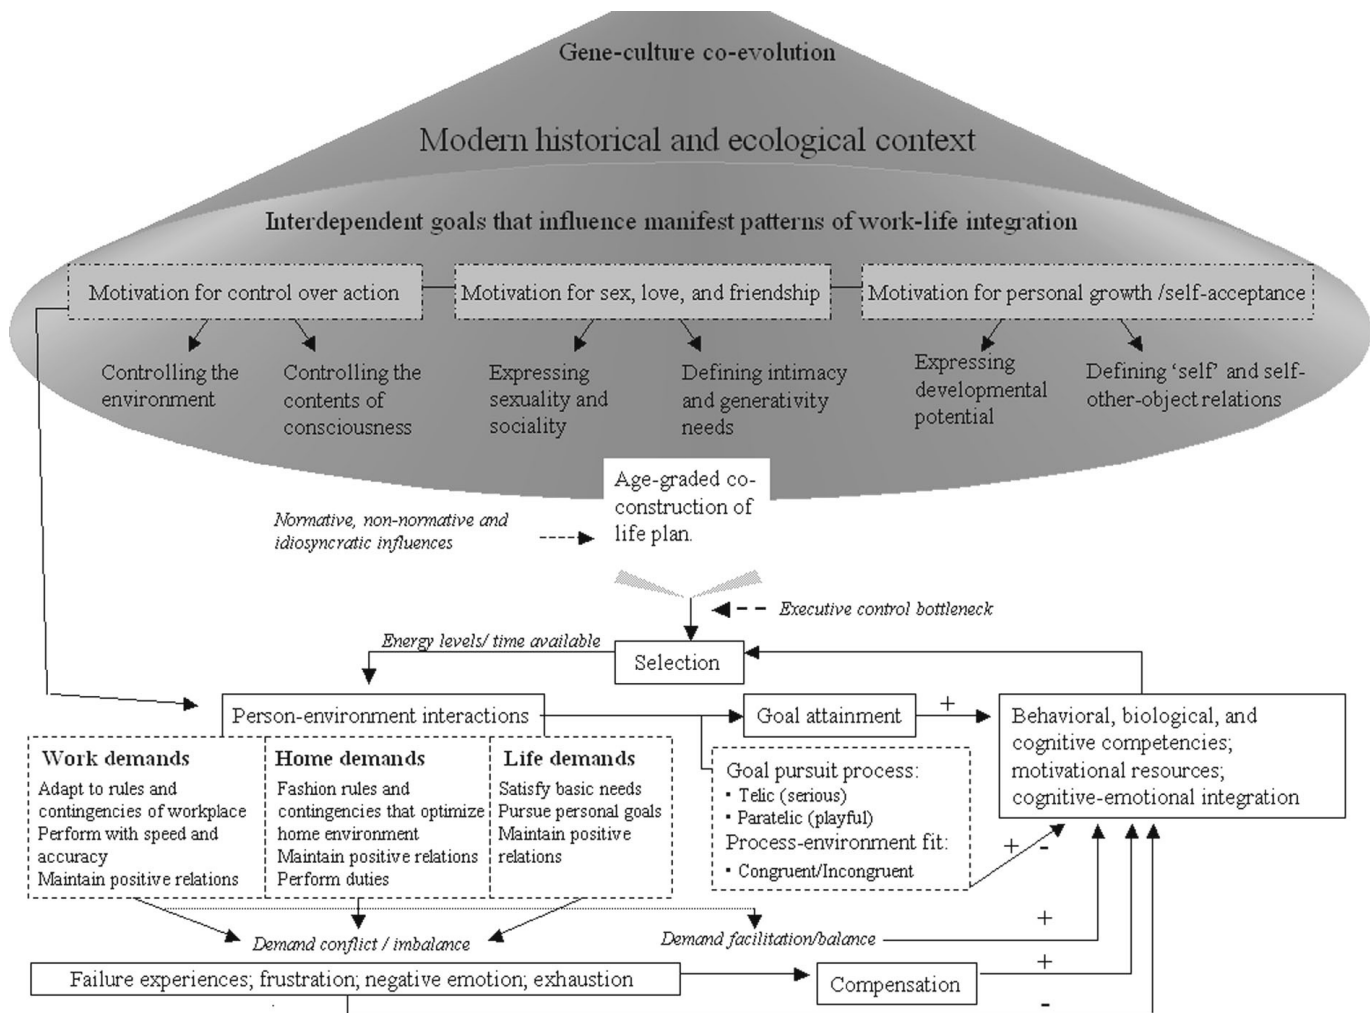 Gene-culture co-evolution
Modern historical and ecological context
Interdependent goals that influence manifest patterns of work-life integration
Motivation for control over action
Motivation for sex, love, and friendship
Motivation for personal growth /self-acceptance
Controlling the
environment
Controlling the
contents of
consciousness
Expressing
sexuality and
sociality
Defining intimacy
and generativity
needs
Expressing
developmental
potential
Defining ‘self’ and self-
other-object relations
Age-graded co-
construction of
life plan.
Normative, non-normative and
idiosyncratic influences
Executive control bottleneck
Energy levels/ time available
Selection
Person-environment interactions
Goal attainment
+
Behavioral, biological, and
cognitive competencies;
motivational resources;
cognitive-emotional integration
Work demands
Adapt to rules and
contingencies of workplace
Perform with speed and
accuracy
Maintain positive relations
Home demands
Fashion rules and
contingencies that optimize
home environment
Maintain positive relations
Perform duties
Life demands
Satisfy basic needs
Pursue personal goals
Maintain positive
relations
Goal pursuit process:
• Telic (serious)
• Paratelic (playful)
Process-environment fit:
• Congruent/Incongruent
+ -
Demand conflict / imbalance
Demand facilitation/balance
+
Failure experiences; frustration; negative emotion; exhaustion
Compensation
+
-